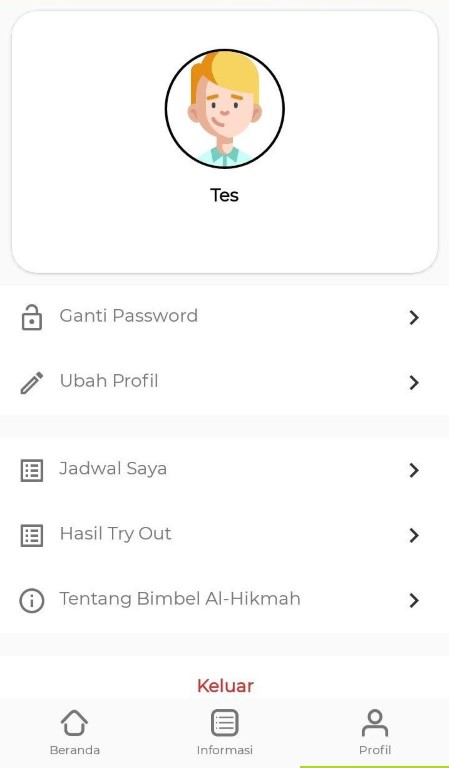 Tes
Ganti Password
Ubah Profil
Jadwal Saya
Hasil Try Out
Tentang Bimbel Al-Hikmah
Keluar
Beranda
Informasi
Profil